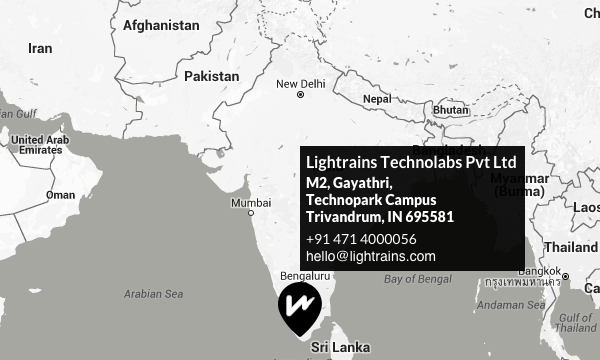 Afghanistan
Ch
Iran
Pakistan
New Delhi
Nepal
Bhutan
an Gulf
United Arab
Emirates
Bangladesh
Lightrains Technolabs Pvt Ltd
M2, Gayathri,
Technopark Campus
Trivandrum, IN 695581
+91 471 4000056
hello@lightrains.com
Myanmar
(Burma)
Oman
Mumbai
Laos
Thailand
Bengaluru
Bay of Bengal
Bangkok
กรุงเทพมหานคร
Ca
Arabian Sea
Andaman Sea
Gulf of
Thailand
Sri Lanka